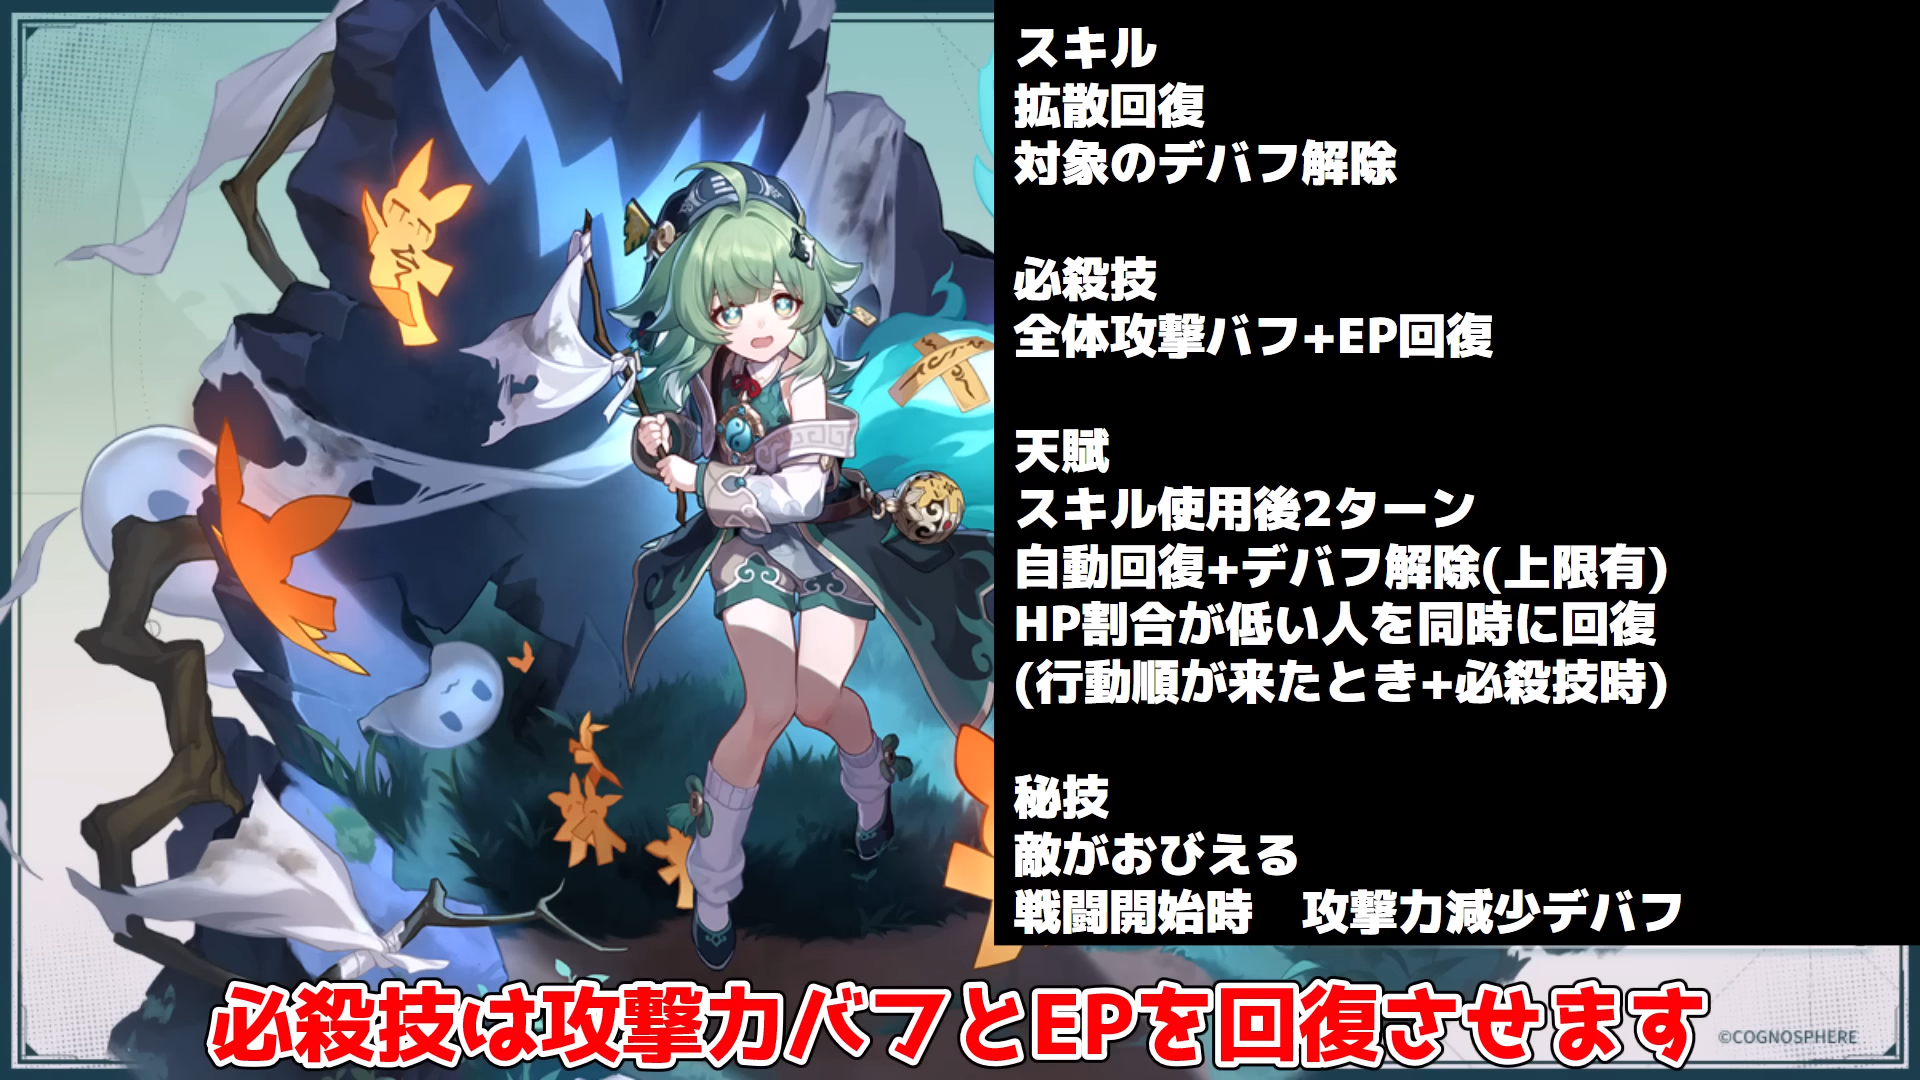 スキル
拡散回復
対象のデバフ解除
必殺技
全体攻撃バフ+EP回復
天賦
スキル使用後2ターン
自動回復+デバフ解除(上限有)
HP割合が低い人を同時に回復
(行動順が来たとき+必殺技時)
秘技
敵がおびえる
戦闘開始時　攻撃力減少デバフ
必殺技は攻撃力バフとEPを回復させます
©COGNOSPHERE